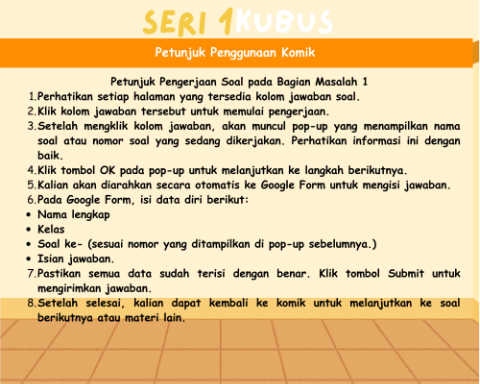 SERI 1 KUBUS
Petunjuk Penggunaan Komik
Petunjuk Pengerjaan Soal pada Bagian Masalah 1
1.Perhatikan setiap halaman yang tersedia kolom jawaban soal.
2.Klik kolom jawaban tersebut untuk memulai pengerjaan.
3.Setelah mengklik kolom jawaban, akan muncul pop-up yang menampilkan nama
soal atau nomor soal yang sedang dikerjakan. Perhatikan informasi ini dengan
baik.
4.Klik tombol OK pada pop-up untuk melanjutkan ke langkah berikutnya.
5.Kalian akan diarahkan secara otomatis ke Google Form untuk mengisi jawaban.
6.Pada Google Form, isi data diri berikut:
• Nama lengkap
• Kelas
• Soal ke- (sesuai nomor yang ditampilkan di pop-up sebelumnya.)
• Isian jawaban.
7.Pastikan semua data sudah terisi dengan benar. Klik tombol Submit untuk
mengirimkan jawaban.
8.Setelah selesai, kalian dapat kembali ke komik untuk melanjutkan ke soal
berikutnya atau materi lain.